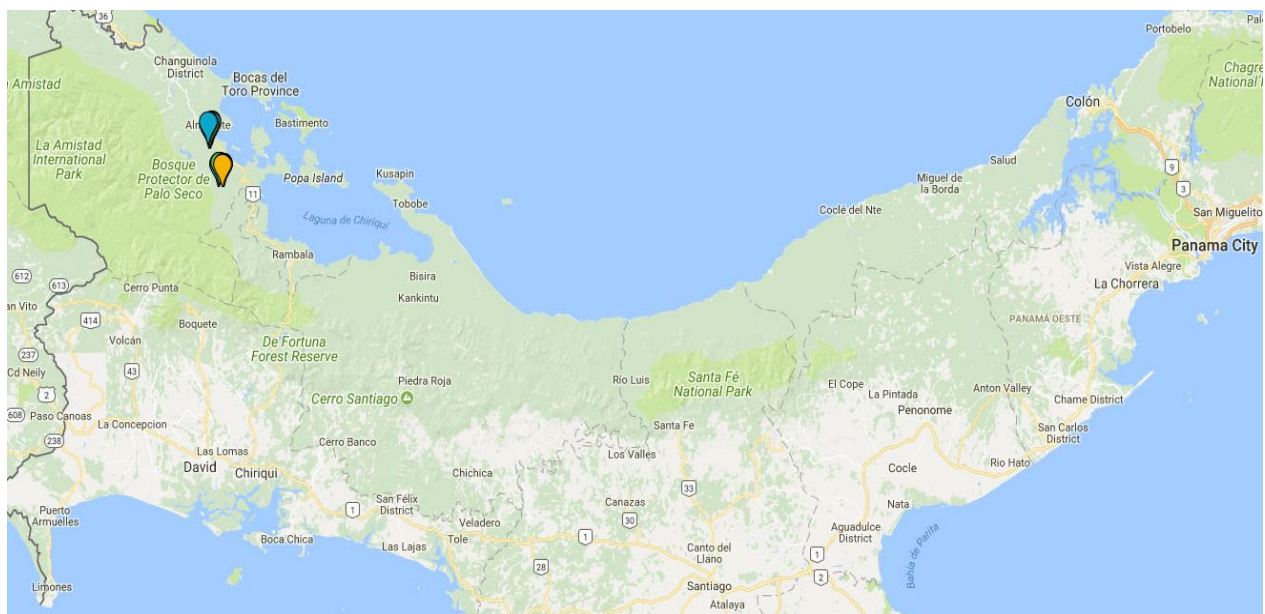 36
Portobelo
Changuinola
District
Bocas del
Toro Province
Chagre
National
Amistad
Colón
Bastimento
La Amistad
International
Park
Bosque
Protector de
Palo Seco
Popa Island
Kusapin
Salud
9
3
11
Miguel de
la Borda
Tobobe
Laguna de Chiriquí
Coclé del Nte
San Miguelito
Panama City
Rambala
Vista Alegre
612
613
Bisira
La Chorrera
Cerro Punta
Kankintu
an Vito
414
Boquete
PANAMÁ OESTE
Volcán
De Fortuna
Forest Reserve
237
Cd Neily
43
Piedra Roja
Río Luis
Santa Fé
National Park
El Cope
La Pintada
Anton Valley
2
Cerro Santiago
Chame District
608
Paso Canoas
La Concepcion
Penonome
Santa Fe
San Carlos
District
238
Las Lomas
Cerro Banco
Los Valles
David
Chiriqui
Chichica
Cocle
Rio Hato
33
Canazas
Nata
Puerto
Armuelles
1
San Félix
District
Veladero
30
Tole
1
Aguadulce
District
Boca Chica
Las Lajas
Canto del
Llano
1
Bahía de Parita
28
2
Limones
Santiago
Atalaya